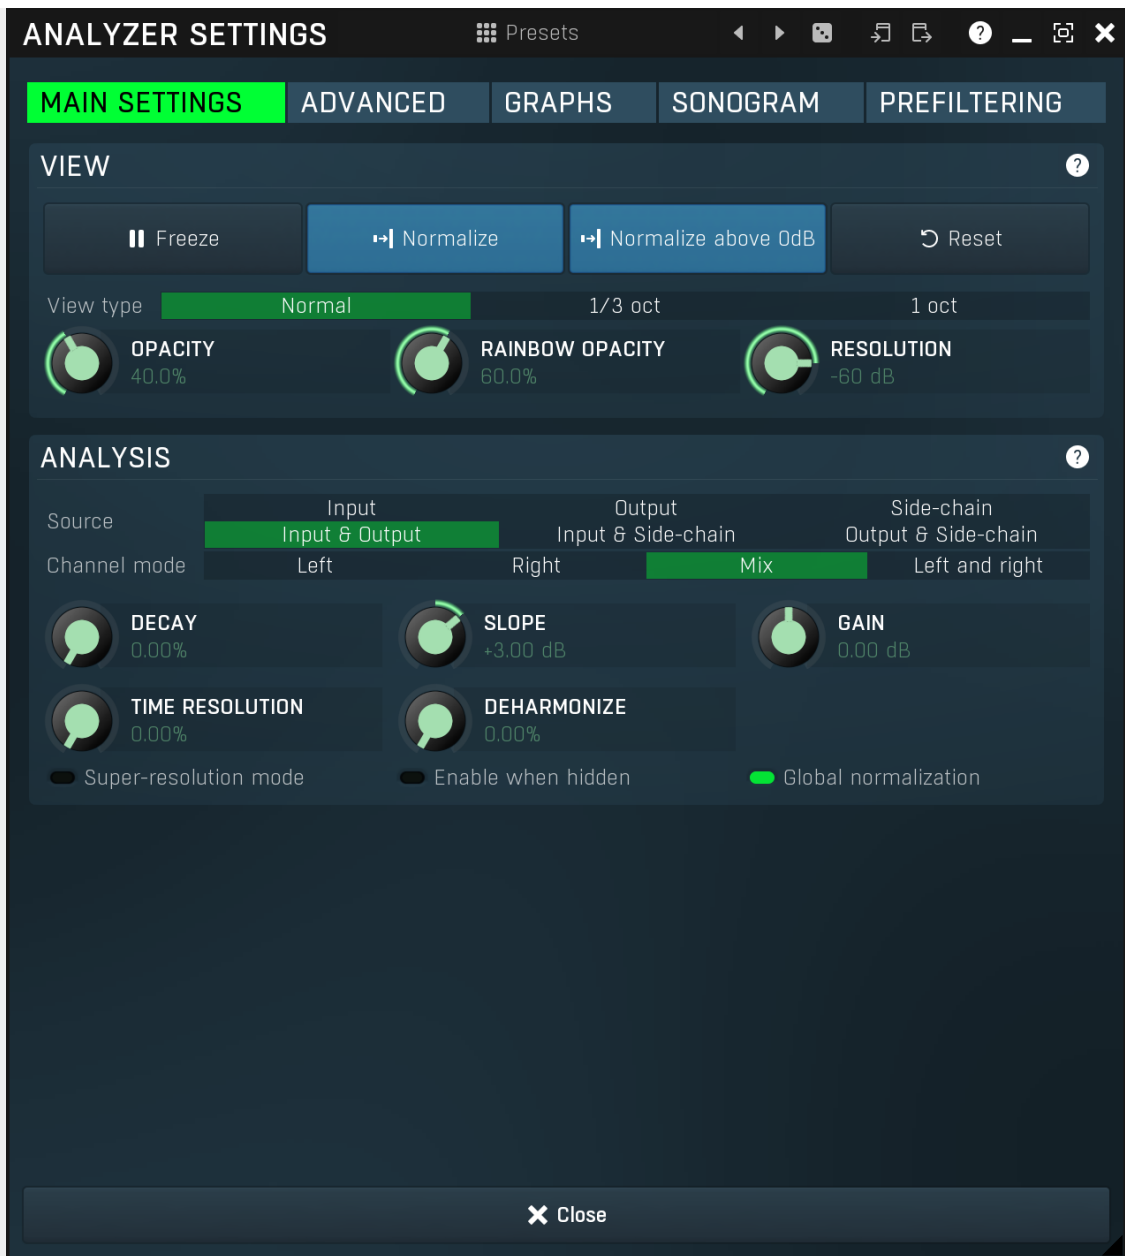 ANALYZER SETTINGS Presets ?
MAIN SETTINGS ADVANCED GRAPHS SONOGRAM PREFILTERING
VIEW ?
Freeze Normalize Normalize above 0dB Reset
View type Normal 1/3 oct 1 oct
OPACITY RAINBOW OPACITY RESOLUTION
40.0% 60.0% -60 dB
ANALYSIS ?
Input Output Side-chain
Source
Input & Output Input & Side-chain Output & Side-chain
Channel mode Left Right Mix Left and right
DECAY SLOPE GAIN
0.00% +3.00 dB 0.00 dB
TIME RESOLUTION DEHARMONIZE
0.00% 0.00%
Super-resolution mode Enable when hidden Global normalization
Close